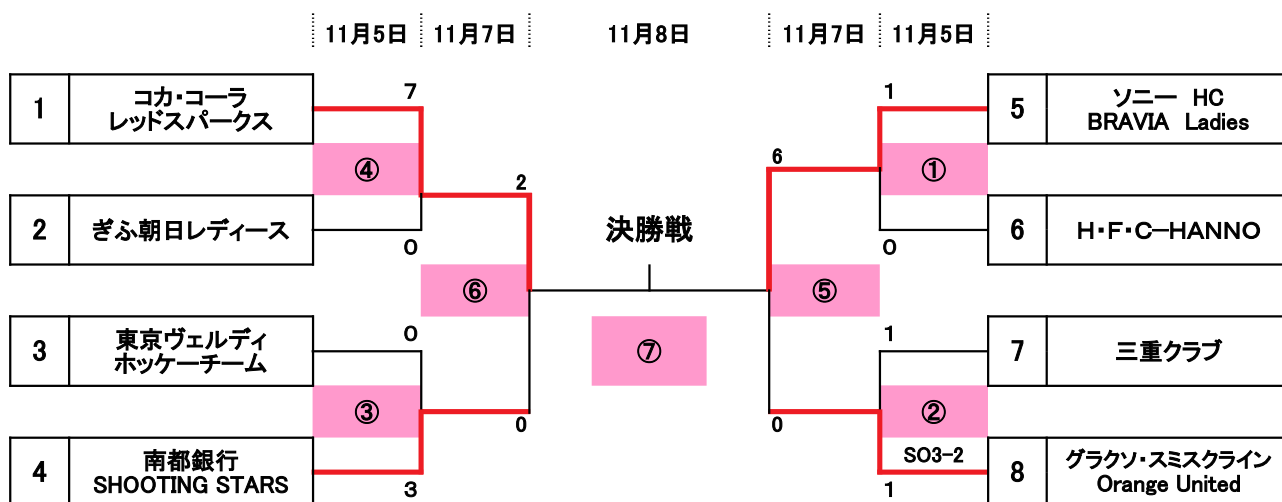 11月5日 11月7日 11月8日 11月7日 11月5日
1 コカ・コーラ
レッドスパークス
7
④
2 ぎふ朝日レディース
0
2
⑥
3 東京ヴェルディ
ホッケーチーム
0
③
4 南都銀行
SHOOTING STARS
3
0
決勝戦
⑦
1
5 ソニー HC
BRAVIA Ladies
6
①
6 H・F・C−HANNO
0
⑤
1
7 三重クラブ
②
0
SO3-2
8 グラクソ・スミスクライン
Orange United
1